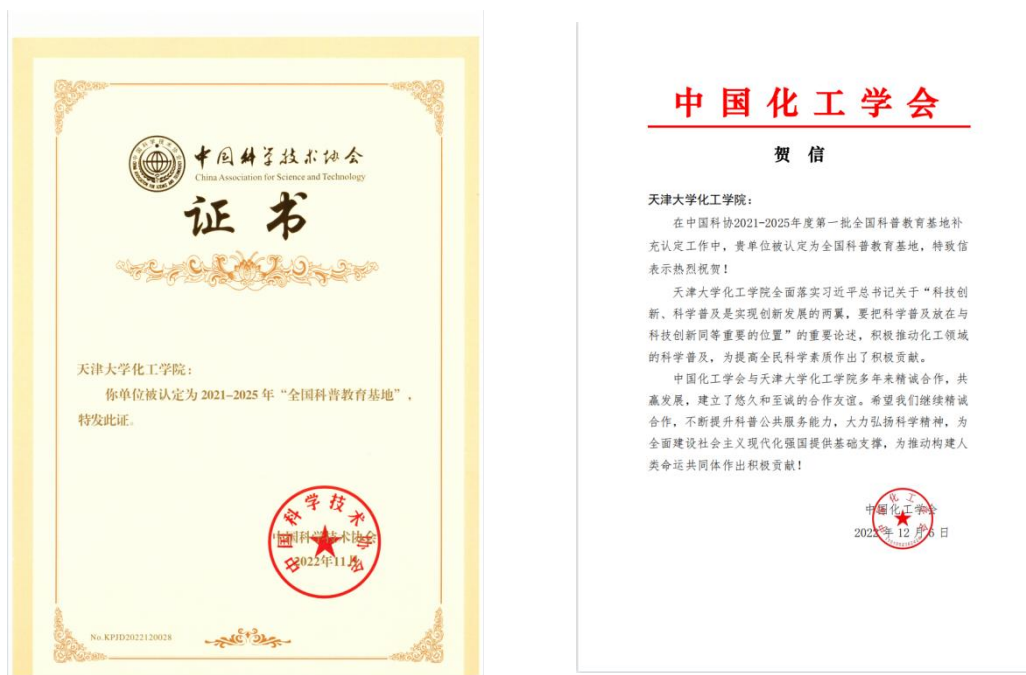 中国科学技术协会
China Association for Science and Technology
证书
天津大学化工学院:
你单位被认定为 2021-2025 年“全国科普教育基地”,
特发此证。
中国科学技术协会
2022年11月
中国科学技术协会
No.KPJD2022120028
中国化工学会
贺 信
天津大学化工学院:
在中国科协2021-2025年度第一批全国科普教育基地补
充认定工作中, 贵单位被认定为全国科普教育基地, 特致信
表示热烈祝贺!
天津大学化工学院全面落实习近平总书记关于“科技创
新、科学普及是实现创新发展的两翼, 要把科学普及放在与
科技创新同等重要的位置”的重要论述, 积极推动化工领域
的科学普及, 为提高全民科学素质作出了积极贡献。
中国化工学会与天津大学化工学院多年来精诚合作, 共
赢发展, 建立了悠久和至诚的合作友谊。希望我们继续精诚
合作, 不断提升科普公共服务能力, 大力弘扬科学精神, 为
全面建设社会主义现代化强国提供基础支撑, 为推动构建人
类命运共同体作出积极贡献!
中国化工学会
2022 年 12 月 6 日